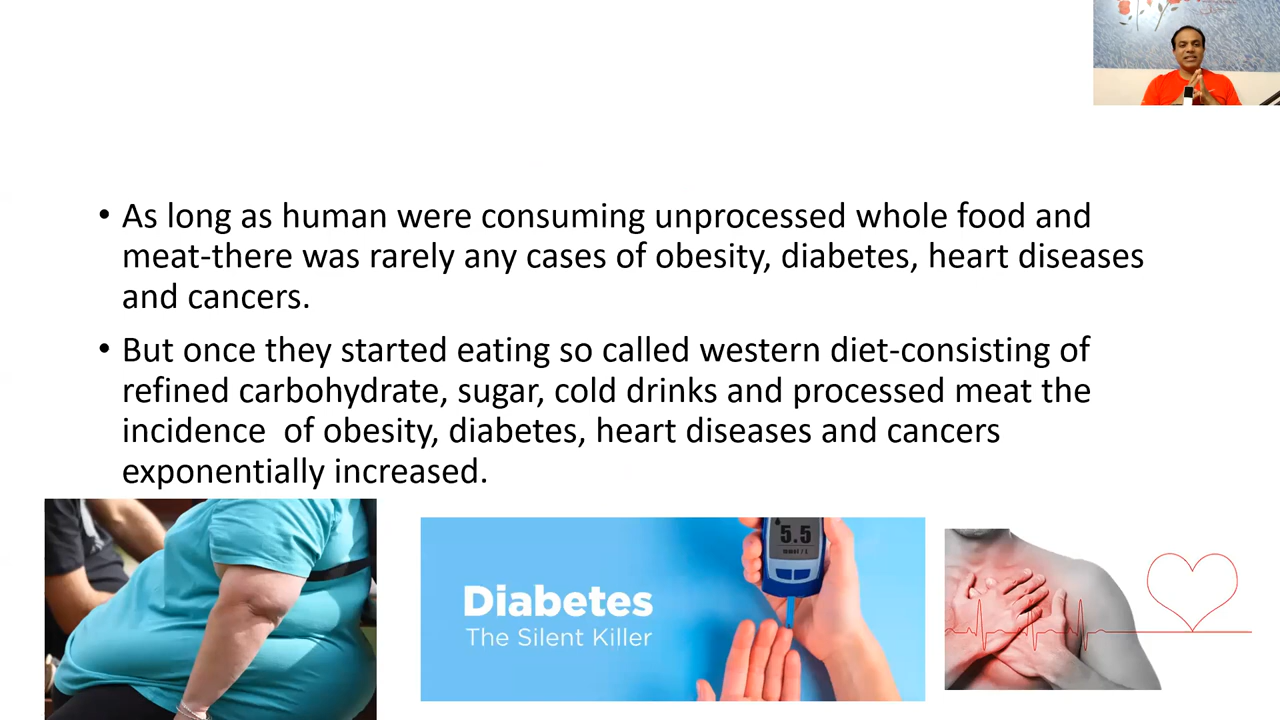 • As long as human were consuming unprocessed whole food and
meat-there was rarely any cases of obesity, diabetes, heart diseases
and cancers.
• But once they started eating so called western diet-consisting of
refined carbohydrate, sugar, cold drinks and processed meat the
incidence  of obesity, diabetes, heart diseases and cancers
exponentially increased.
5.5
mmol / L
Diabetes
The Silent Killer